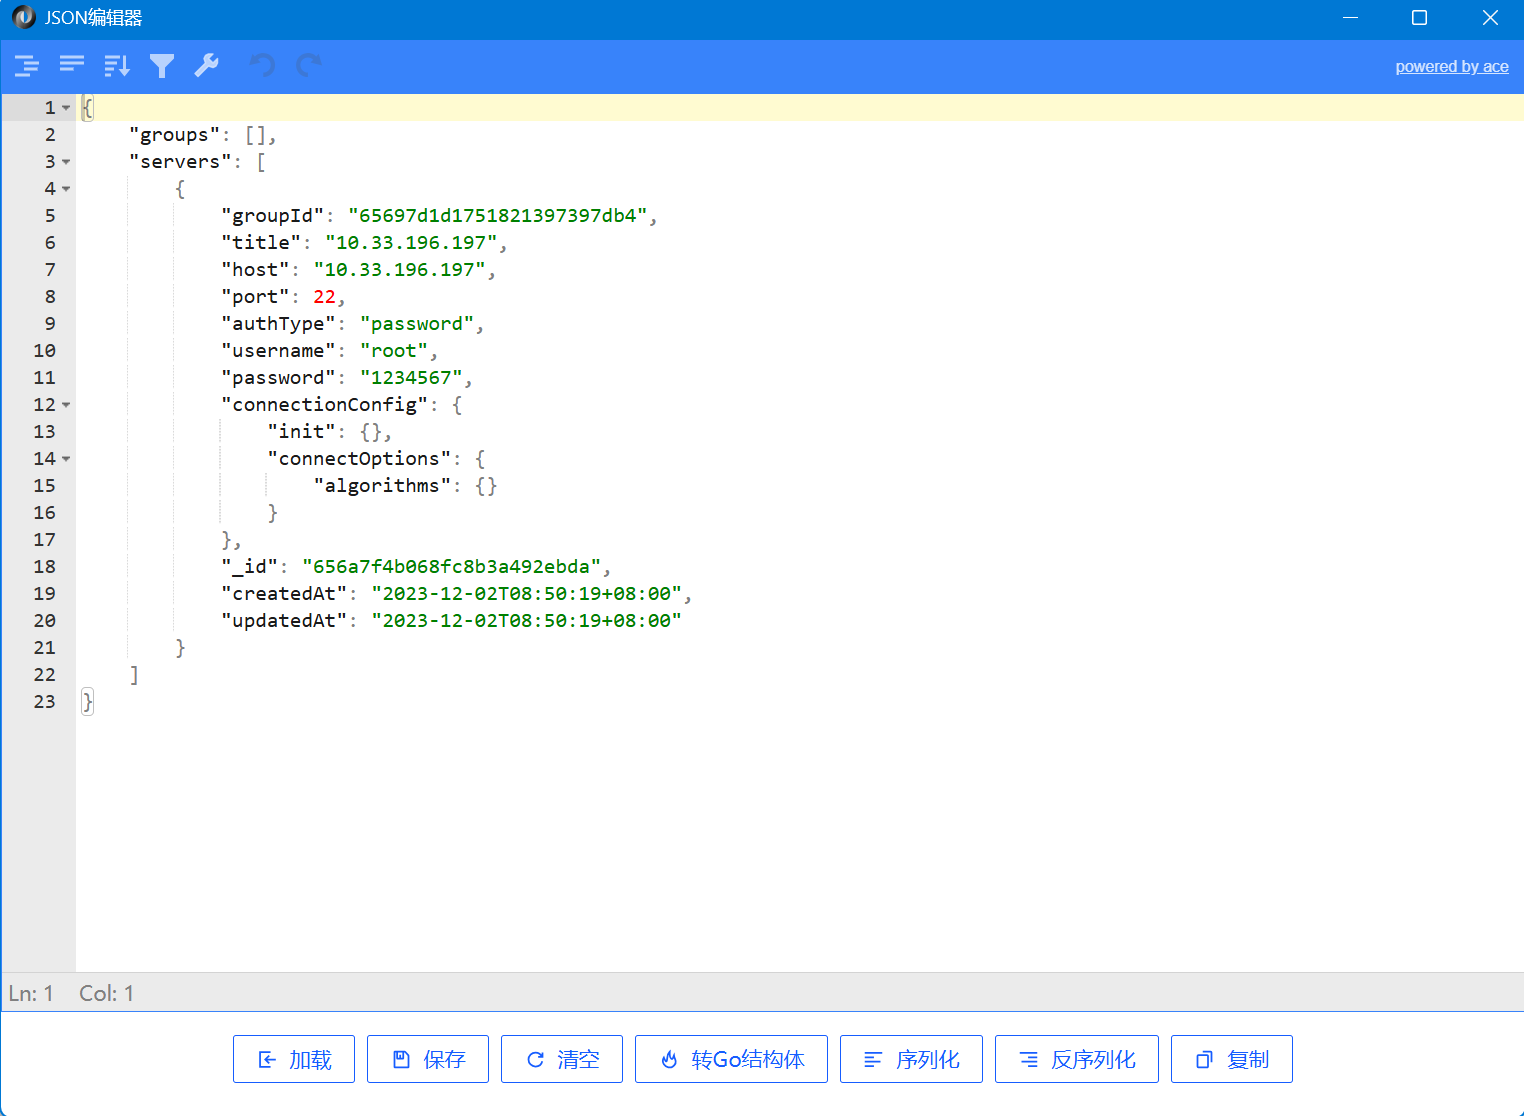 JSON编辑器
powered by ace
1 {
2 "groups": [],
3 "servers": [
4 {
5 "groupId": "65697d1d1751821397397db4",
6 "title": "10.33.196.197",
7 "host": "10.33.196.197",
8 "port": 22,
9 "authType": "password",
10 "username": "root",
11 "password": "1234567",
12 "connectionConfig": {
13 "init": {},
14 "connectOptions": {
15 "algorithms": {}
16 }
17 },
18 "_id": "656a7f4b068fc8b3a492ebda",
19 "createdAt": "2023-12-02T08:50:19+08:00",
20 "updatedAt": "2023-12-02T08:50:19+08:00"
21 }
22 ]
23 }
Ln: 1 Col: 1
加载 保存 清空 转Go结构体 序列化 反序列化 复制